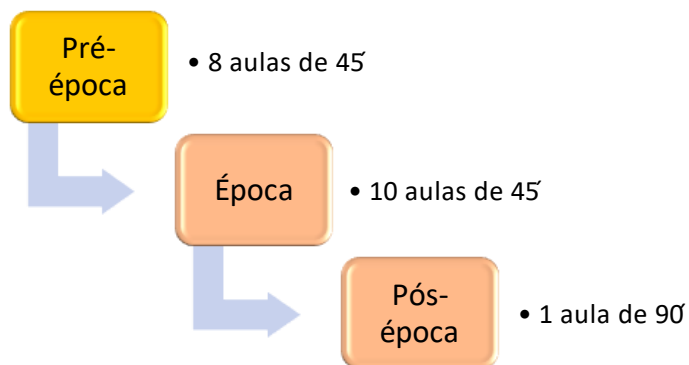 Pré-
época
• 8 aulas de 45´
Época
• 10 aulas de 45´
Pós-
época
• 1 aula de 90´